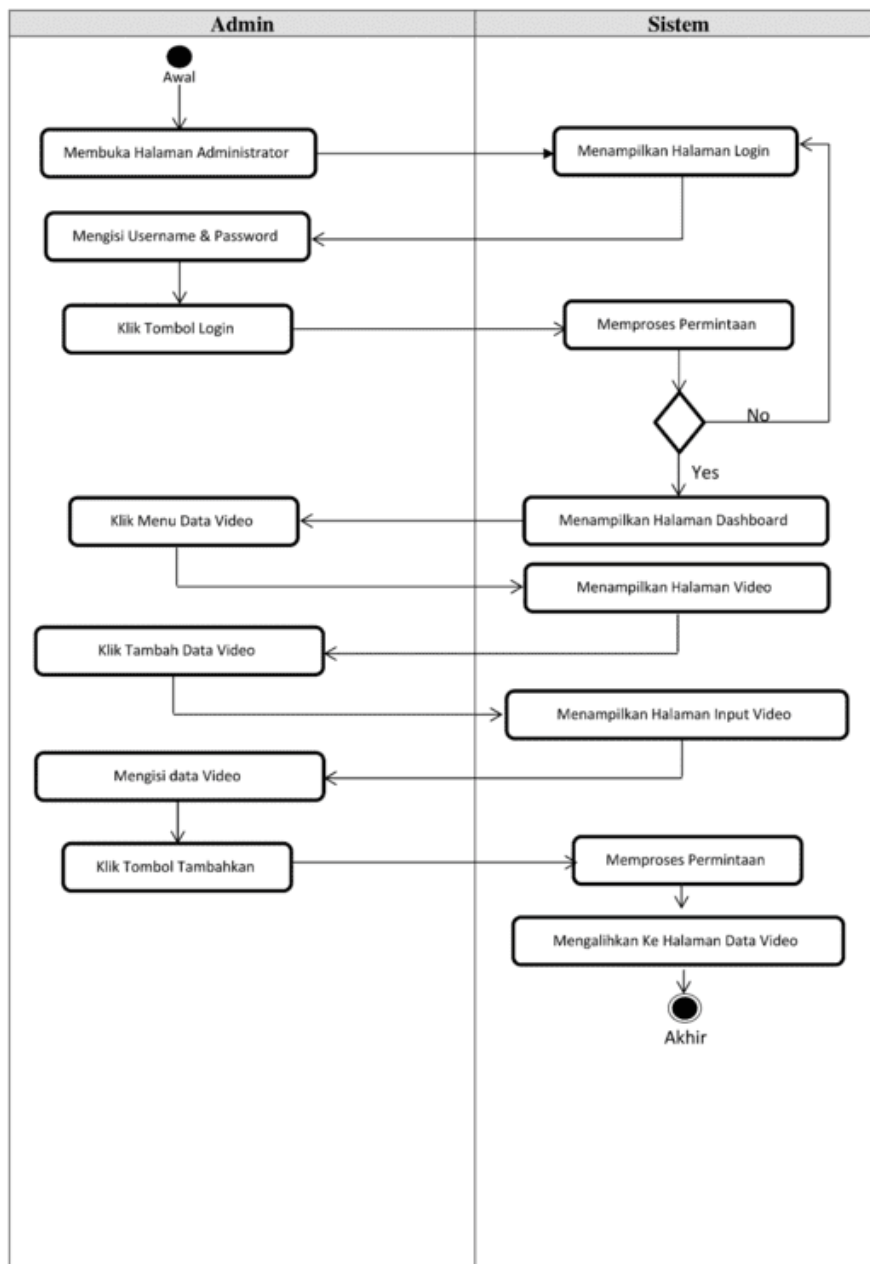 Admin
Sistem
Awal
Membuka Halaman Administrator
Menampilkan Halaman Login
Mengisi Username & Password
Klik Tombol Login
Memproses Permintaan
No
Yes
Klik Menu Data Video
Menampilkan Halaman Dashboard
Menampilkan Halaman Video
Klik Tambah Data Video
Menampilkan Halaman Input Video
Mengisi data Video
Klik Tombol Tambahkan
Memproses Permintaan
Mengalihkan Ke Halaman Data Video
Akhir